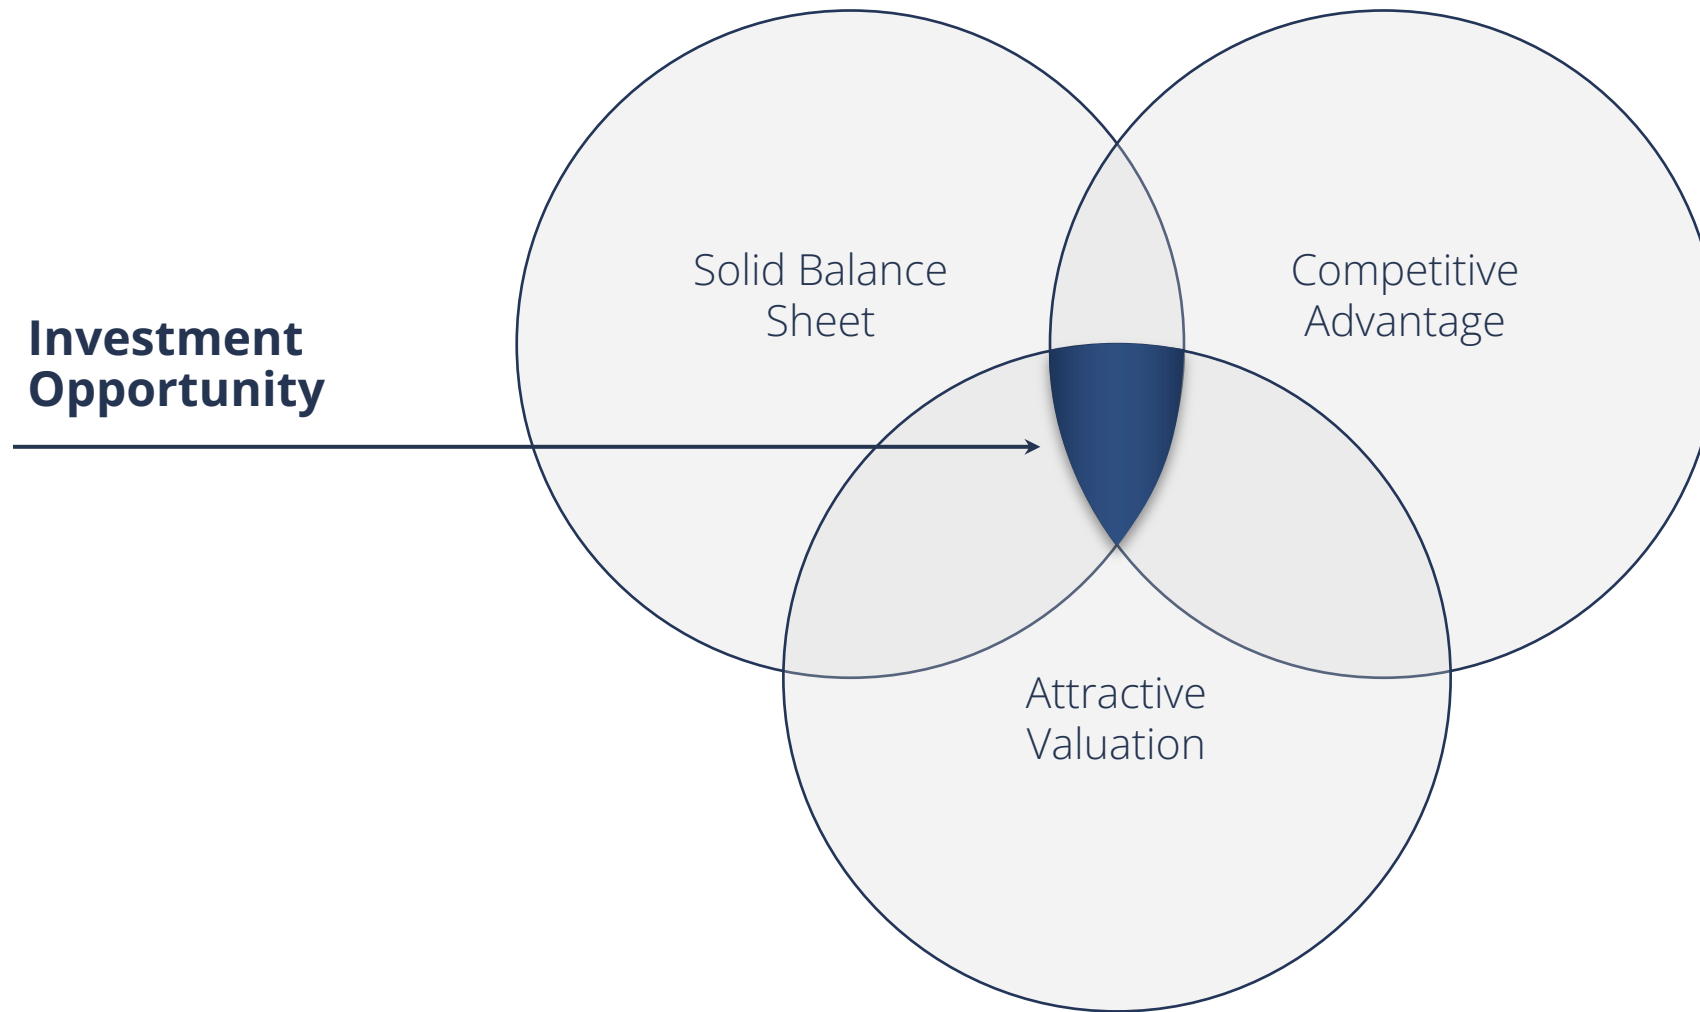 Solid Balance
Sheet
Competitive
Advantage
Investment
Opportunity
Attractive
Valuation